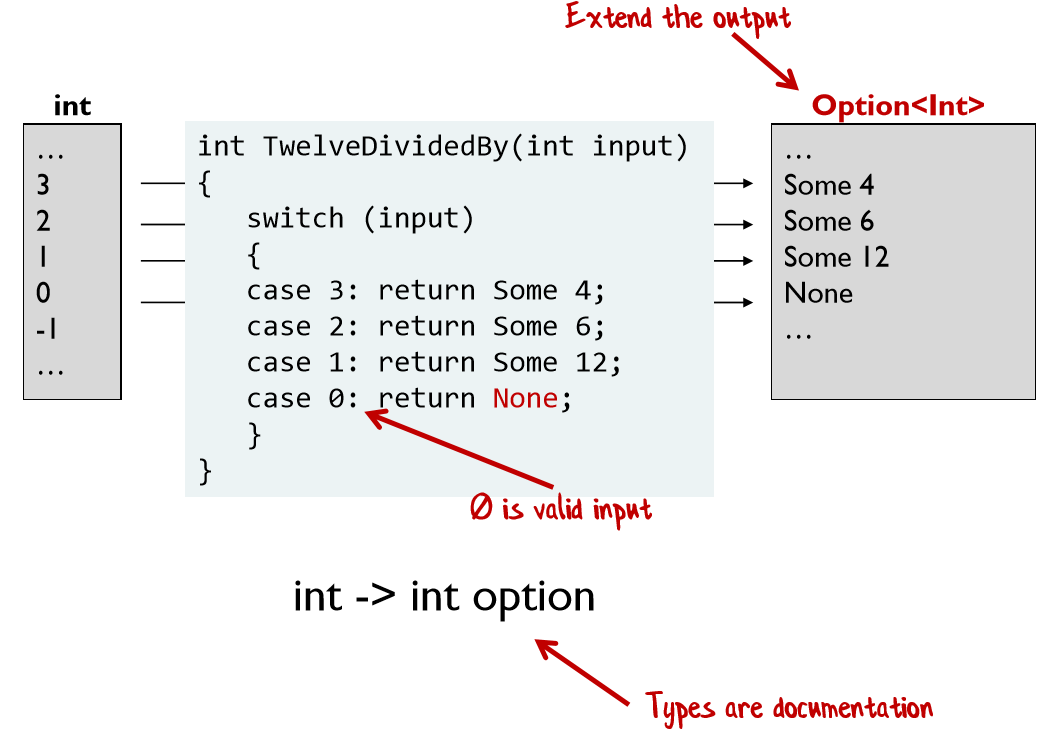 Extend the output
int
…
3
2
1
0
-1
…
int TwelveDividedBy(int input)
{
switch (input)
{
case 3: return Some 4;
case 2: return Some 6;
case 1: return Some 12;
case 0: return None;
}
}
Option<Int>
…
Some 4
Some 6
Some 12
None
…
0 is valid input
int -> int option
Types are documentation